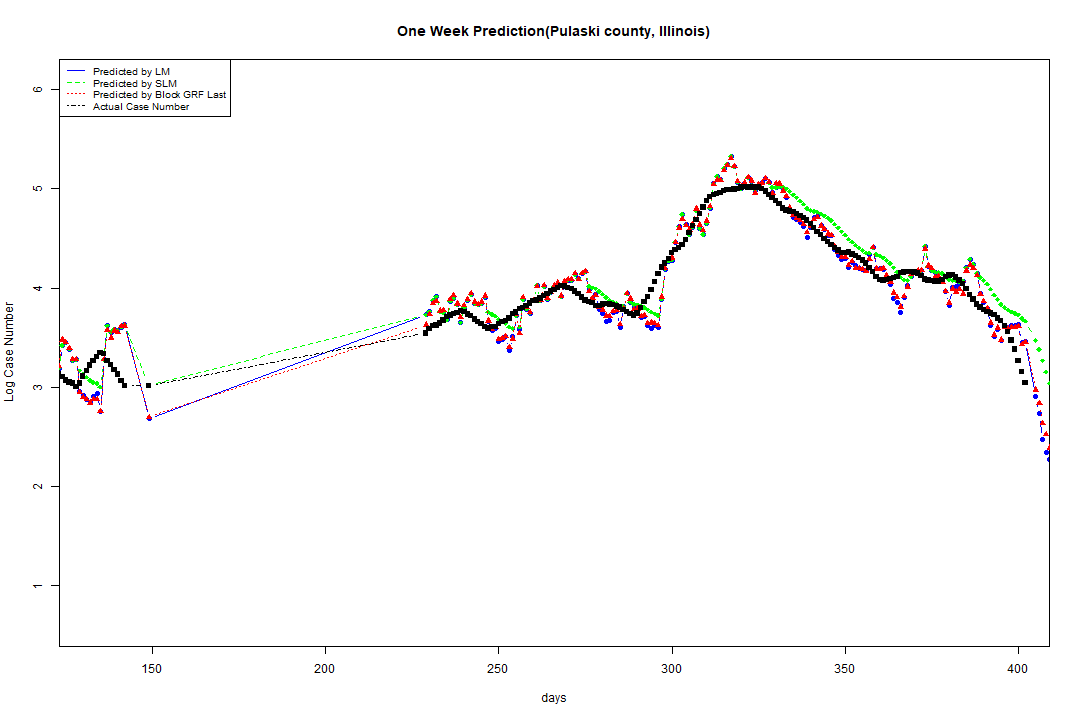 One Week Prediction(Pulaski county, Illinois)
Predicted by LM
Predicted by SLM
Predicted by Block GRF Last
Actual Case Number
6
5
4
3
2
1
Log Case Number
150
200
250
300
350
400
days